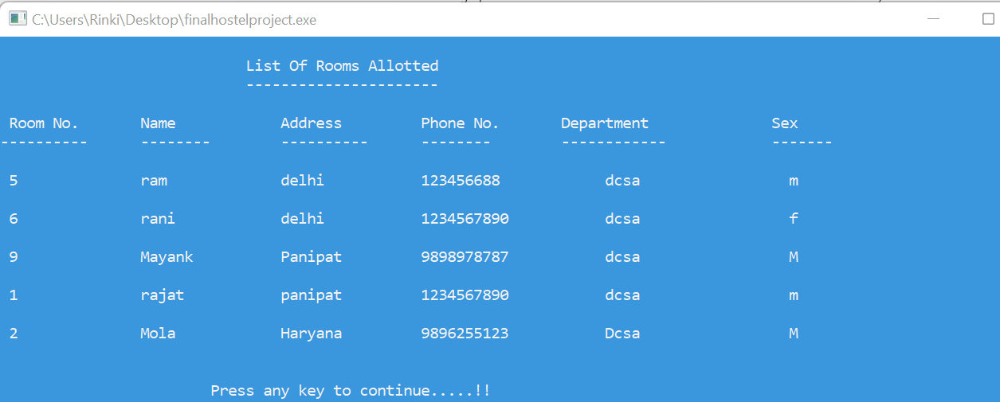 C:\Users\Rinki\Desktop\finalhostelproject.exe
List Of Rooms Allotted
----------------------
Room No. Name Address Phone No. Department Sex
---------- -------- ---------- -------- ------------ -------
5 ram delhi 123456688 dcsa m
6 rani delhi 1234567890 dcsa f
9 Mayank Panipat 9898978787 dcsa M
1 rajat panipat 1234567890 dcsa m
2 Mola Haryana 9896255123 Dcsa M
Press any key to continue.....!!